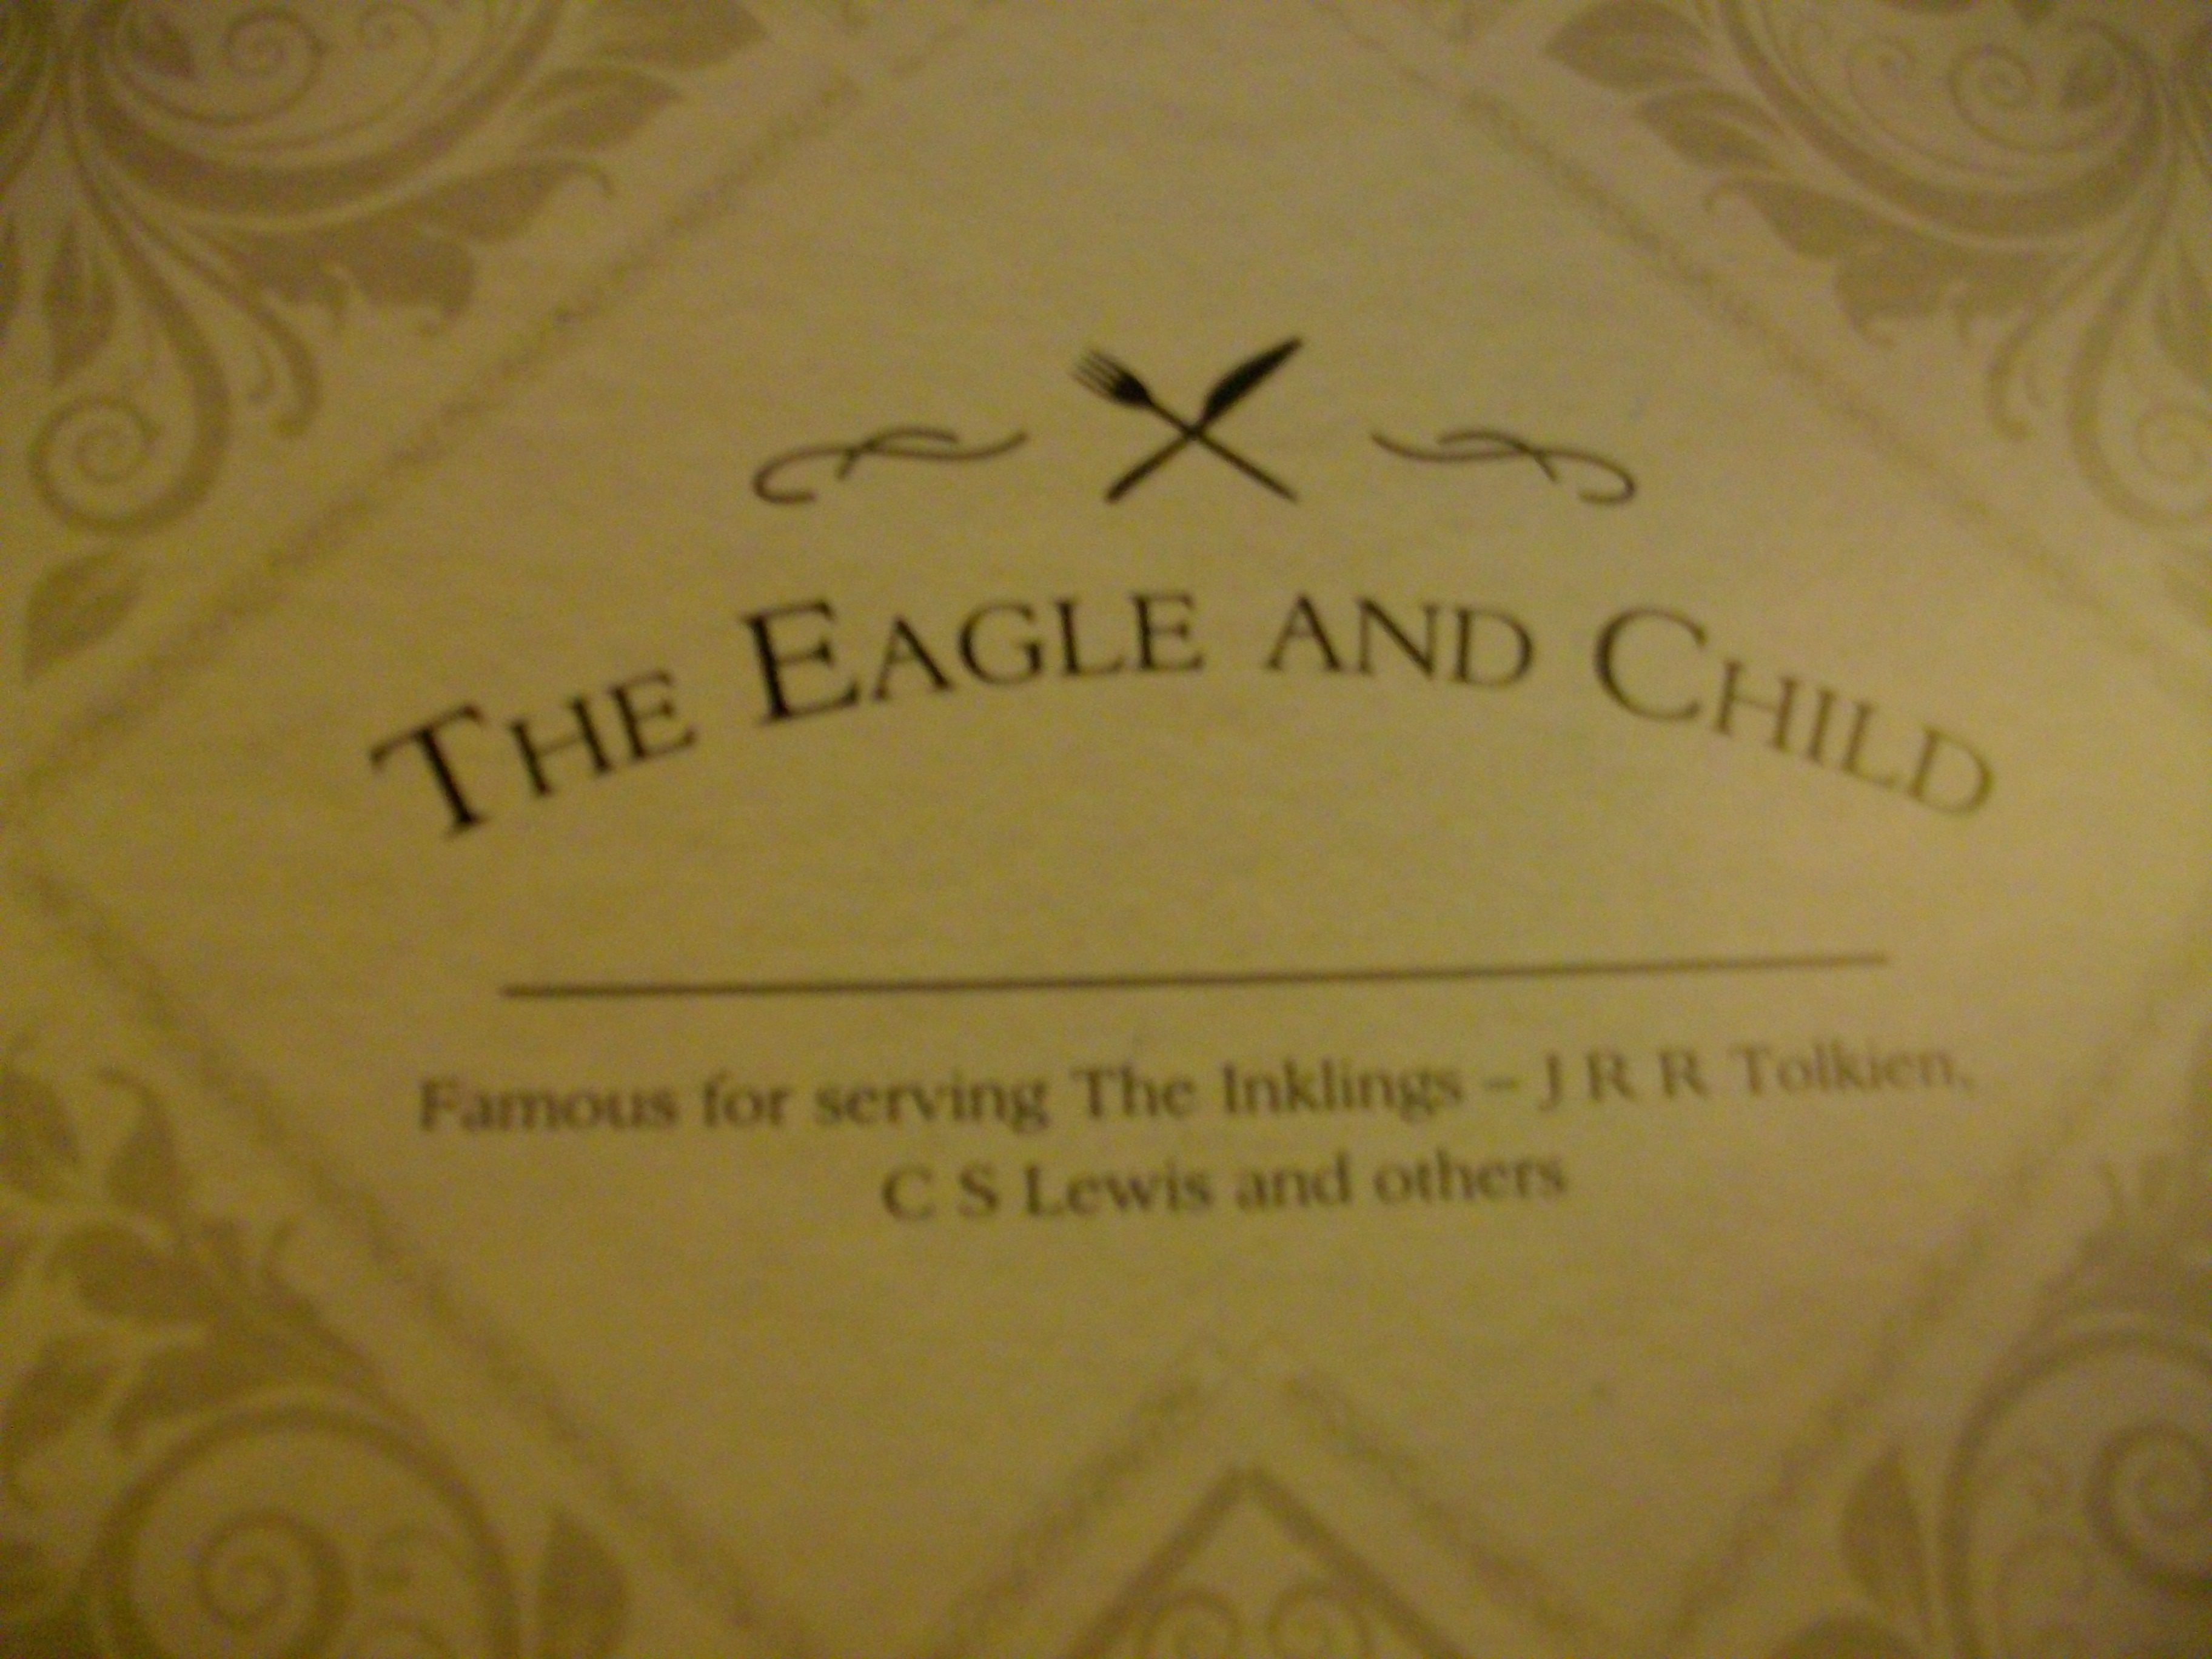 THE EAGLE AND CHILD
Famous for serving The Inklings – J R R Tolkien,
C S Lewis and others